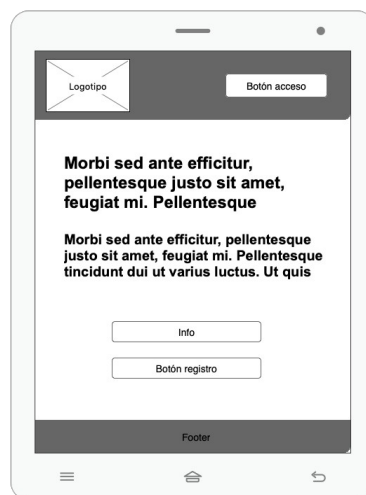 Logotipo
Botón acceso
Morbi sed ante efficitur,
pellentesque justo sit amet,
feugiat mi. Pellentesque
Morbi sed ante efficitur, pellentesque
justo sit amet, feugiat mi. Pellentesque
tincidunt dui ut varius luctus. Ut quis
Info
Botón registro
Footer